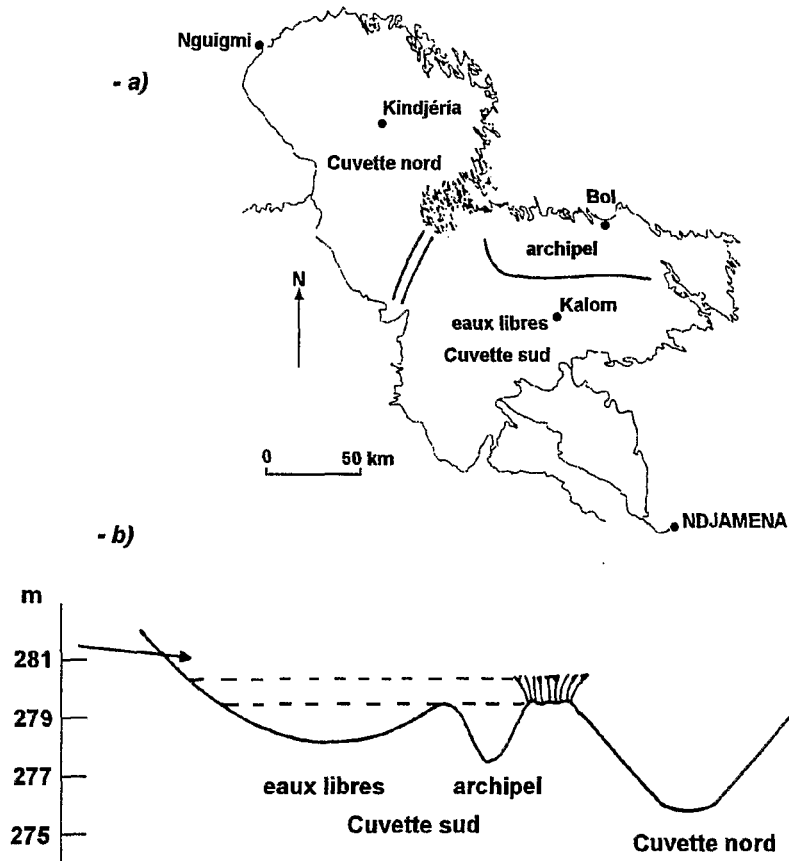 - a)
Nguigmi
Kindjéria
Cuvette nord
Bol
archipel
N
Kalom
eaux libres
Cuvette sud
0 50 km
NDJAMENA
- b)
m
281
279
277
275
eaux libres archipel
Cuvette sud
Cuvette nord